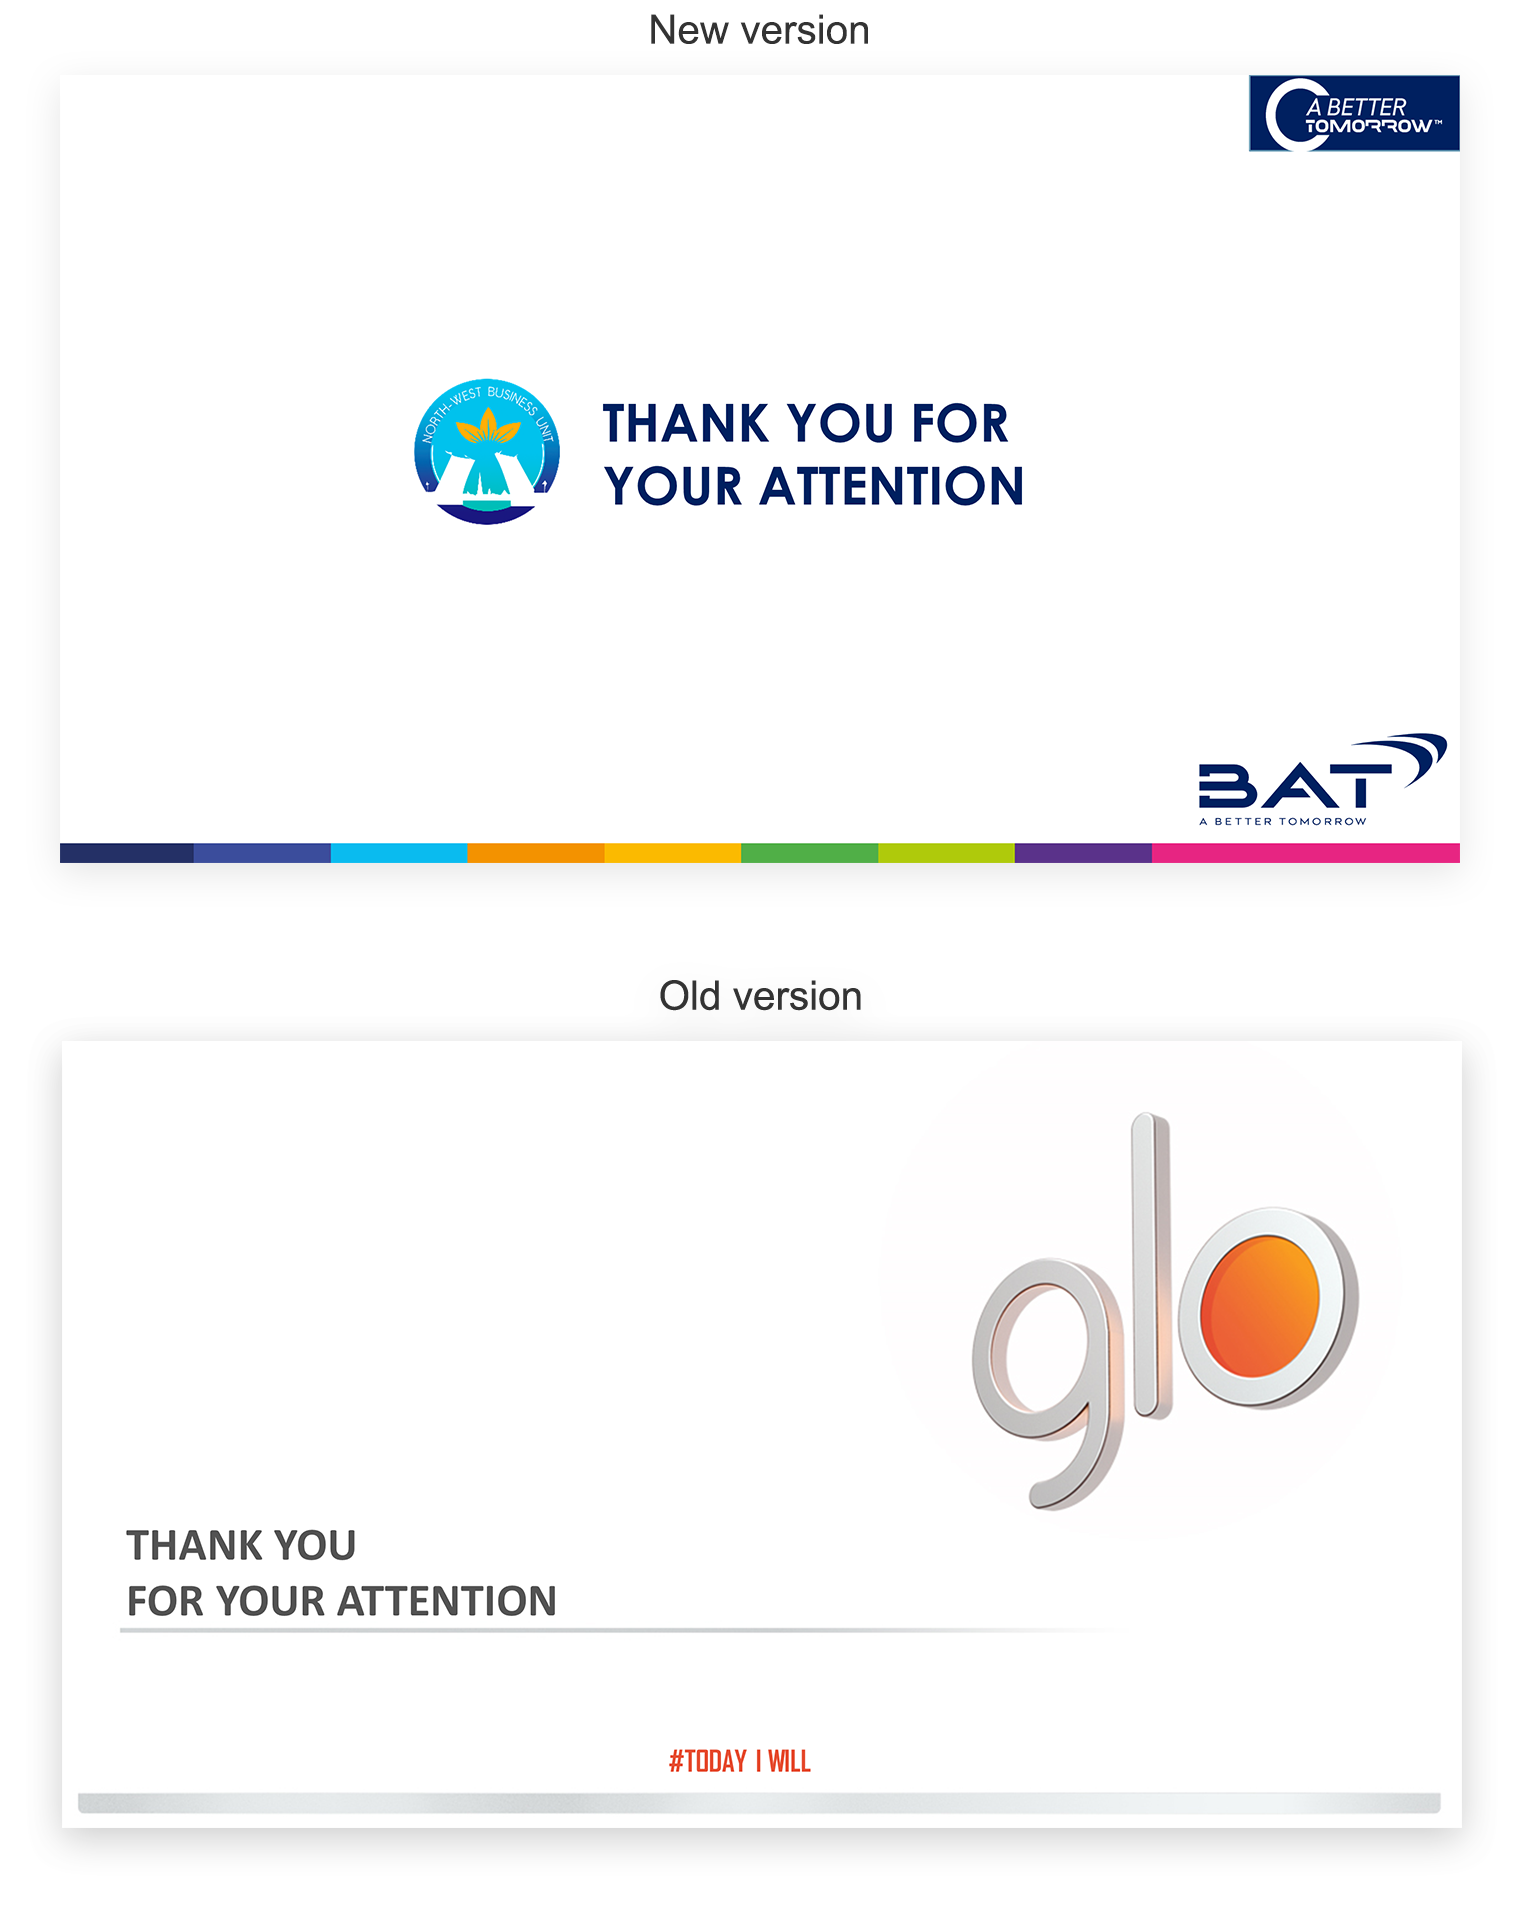 New version
A BETTER
TOMORROW™
NORTH-WEST BUSINESS UNIT
THANK YOU FOR
YOUR ATTENTION
BAT
A BETTER TOMORROW
Old version
glo
THANK YOU
FOR YOUR ATTENTION
#TODAY I WILL